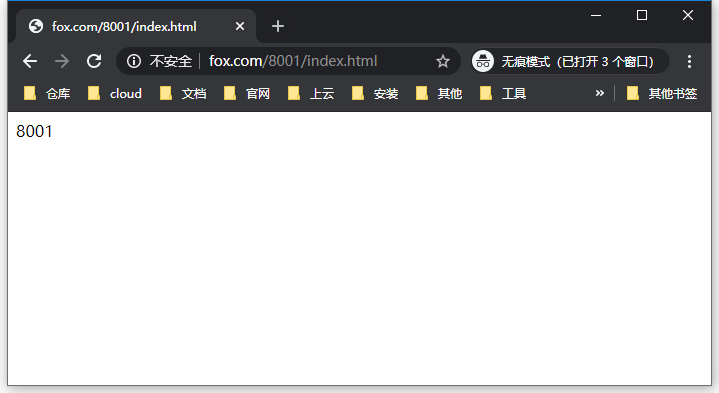 fox.com/8001/index.html
不安全 fox.com/8001/index.html 无痕模式（已打开 3 个窗口）
仓库 cloud 文档 官网 上云 安装 其他 工具 » 其他书签
8001